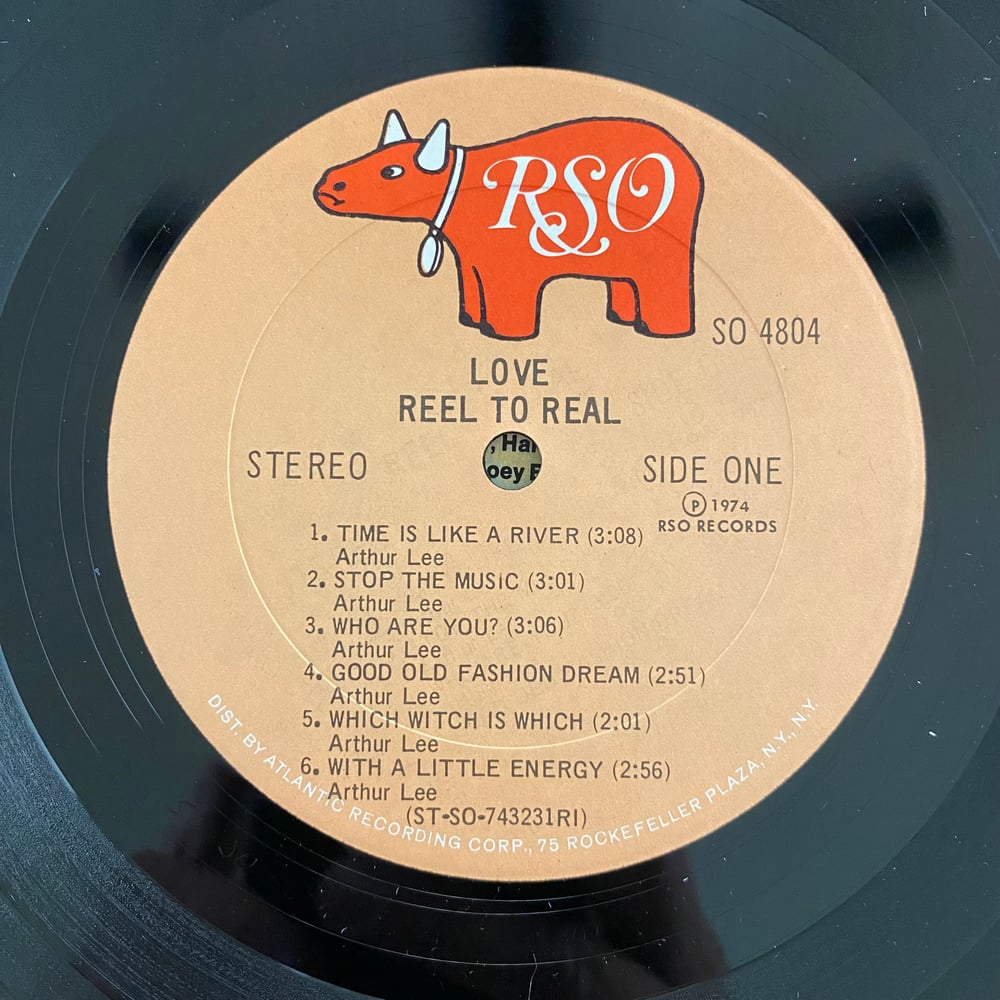 RSO
SO 4804
LOVE
REEL TO REAL
, Ha
oey
STEREO
SIDE ONE
Ⓟ 1974
RSO RECORDS
1. TIME IS LIKE A RIVER (3:08)
Arthur Lee
2. STOP THE MUSIC (3:01)
Arthur Lee
3. WHO ARE YOU? (3:06)
Arthur Lee
4. GOOD OLD FASHION DREAM (2:51)
Arthur Lee
5. WHICH WITCH IS WHICH (2:01)
Arthur Lee
6. WITH A LITTLE ENERGY (2:56)
Arthur Lee
(ST-SO-743231RI)
DIST. BY ATLANTIC RECORDING CORP., 75 ROCKEFELLER PLAZA, N.Y., N.Y.